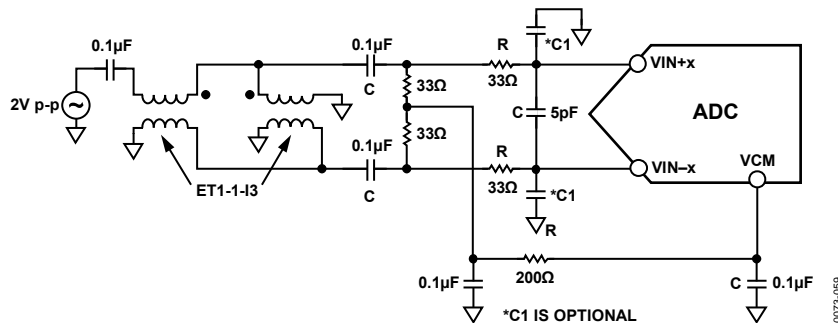 0.1µF
2V p-p
ET1-1-I3
0.1µF
C
33Ω
33Ω
0.1µF
C
R
33Ω
R
33Ω
*C1
C
5pF
*C1
R
VIN+x
ADC
VIN–x
VCM
0.1µF
200Ω
C
0.1µF
*C1 IS OPTIONAL